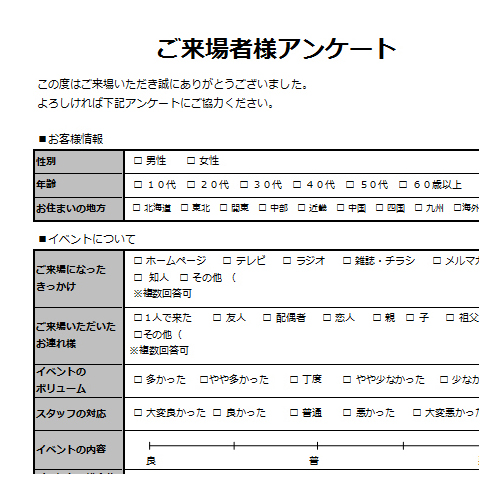 ご来場者様アンケート
この度はご来場いただき誠にありがとうございました。
よろしければ下記アンケートにご協力ください。
■お客様情報
性別 □ 男性 □ 女性
年齢 □ １０代 □ ２０代 □ ３０代 □ ４０代 □ ５０代 □ ６０歳以上
お住まいの地方 □ 北海道 □ 東北 □ 関東 □ 中部 □ 近畿 □ 中国 □ 四国 □ 九州 □海外
■イベントについて
ご来場になった
きっかけ
□ ホームページ □ テレビ □ ラジオ □ 雑誌・チラシ □ メルマガ
□ 知人 □ その他 （
※複数回答可
ご来場いただいた
お連れ様
□１人で来た □ 友人 □ 配偶者 □ 恋人 □ 親 □ 子 □ 祖父
□その他（
※複数回答可
イベントの
ボリューム
□ 多かった □やや多かった □ 丁度 □ やや少なかった □ 少なか
スタッフの対応 □ 大変良かった □ 良かった □ 普通 □ 悪かった □ 大変悪かっ
イベントの内容
良 普